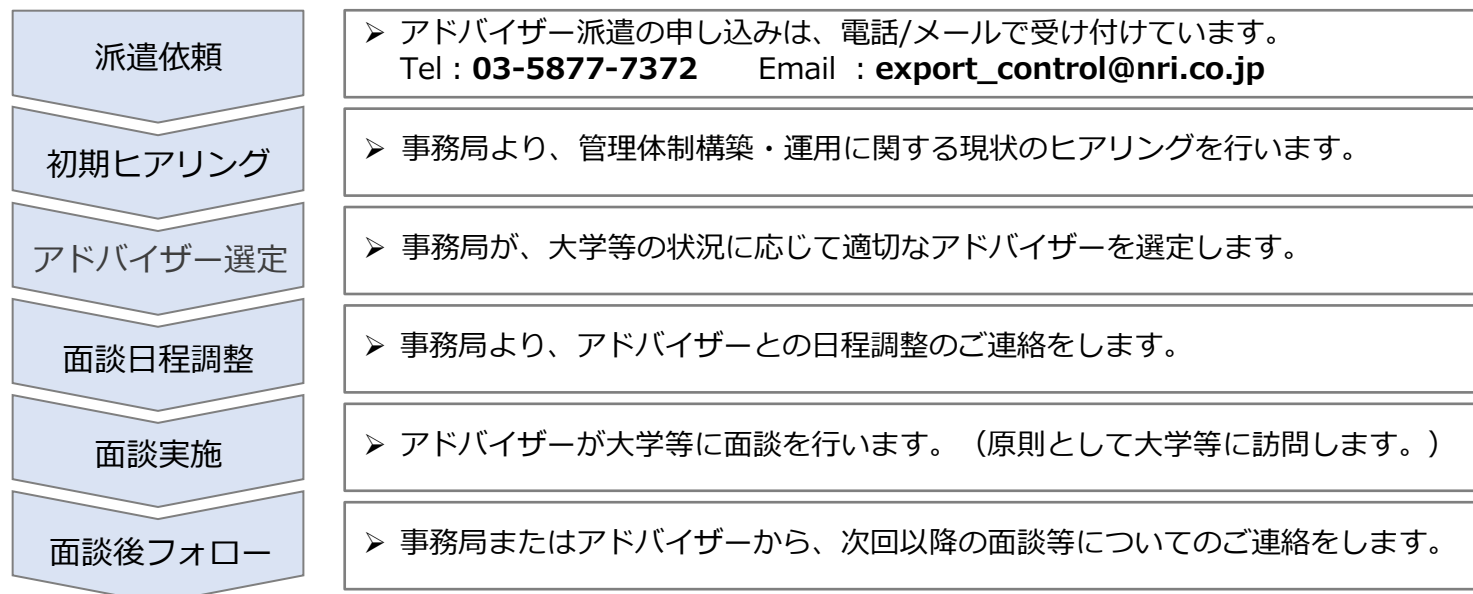 派遣依頼
➢ アドバイザー派遣の申し込みは、電話/メールで受け付けています。
Tel：03-5877-7372 Email ：export_control@nri.co.jp
初期ヒアリング
➢ 事務局より、管理体制構築・運用に関する現状のヒアリングを行います。
アドバイザー選定
➢ 事務局が、大学等の状況に応じて適切なアドバイザーを選定します。
面談日程調整
➢ 事務局より、アドバイザーとの日程調整のご連絡をします。
面談実施
➢ アドバイザーが大学等に面談を行います。（原則として大学等に訪問します。）
面談後フォロー
➢ 事務局またはアドバイザーから、次回以降の面談等についてのご連絡をします。